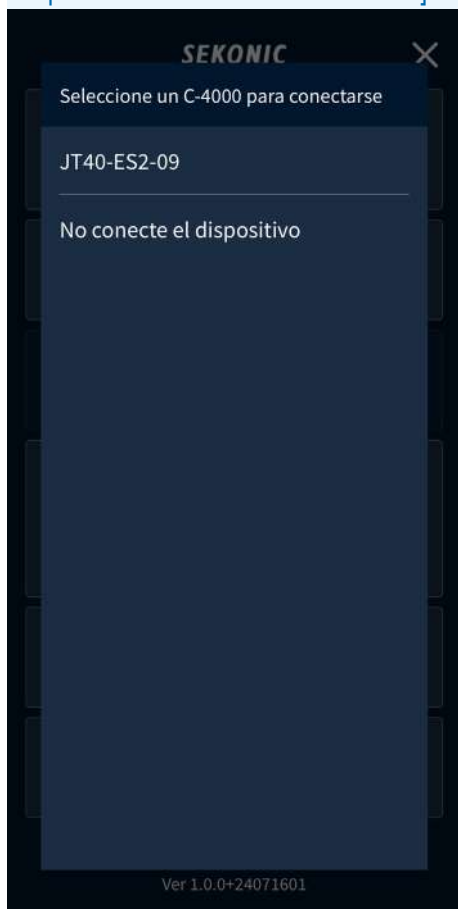 SEKONIC
Seleccione un C-4000 para conectarse
JT40-ES2-09
No conecte el dispositivo
Ver 1.0.0+24071601